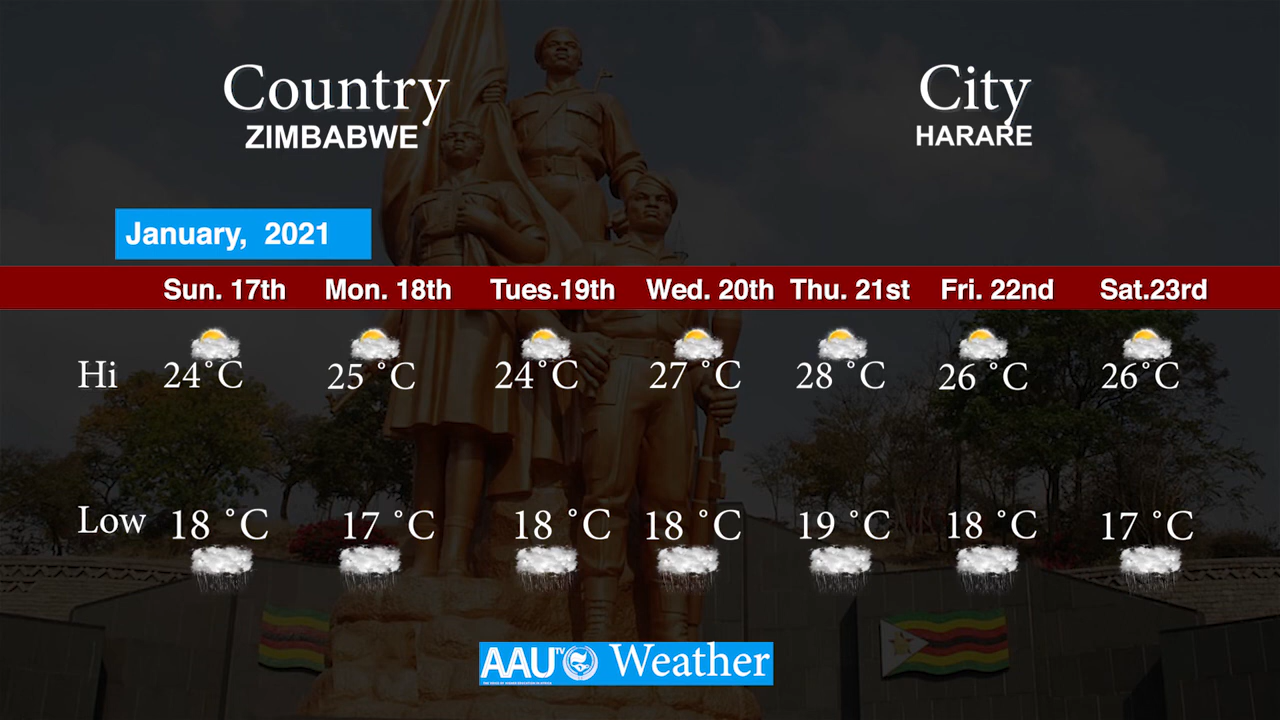 Country
ZIMBABWE
City
HARARE
January, 2021
Sun. 17th Mon. 18th Tues.19th Wed. 20th Thu. 21st Fri. 22nd Sat.23rd
Hi 24°C 25 °C 24°C 27 °C 28 °C 26 °C 26°C
Low 18 °C 17 °C 18 °C 18 °C 19 °C 18 °C 17 °C
AAU TV Weather